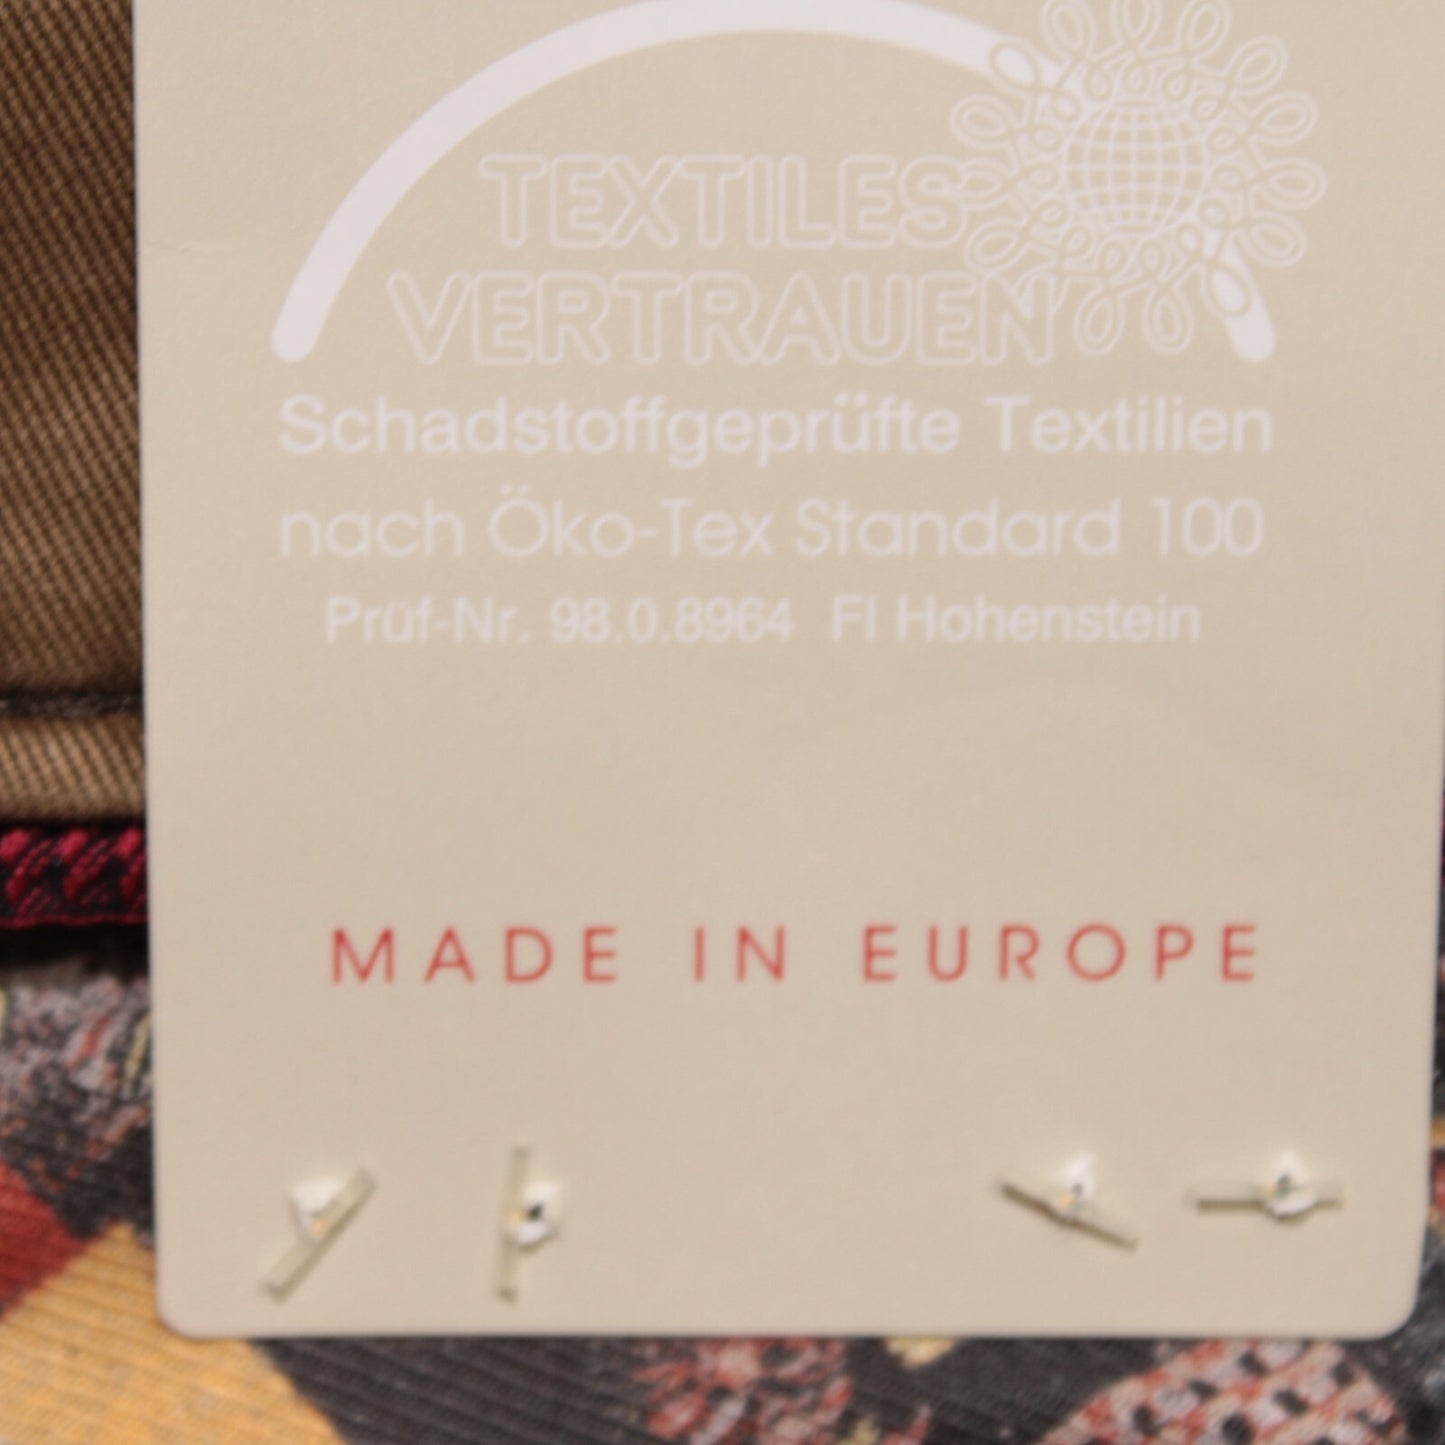 TEXTILES
VERTRAUEN
Schadstoffgeprüfte Textilien
nach Öko-Tex Standard 100
Prüf-Nr. 98.0.8964 FI Hohenstein
MADE IN EUROPE